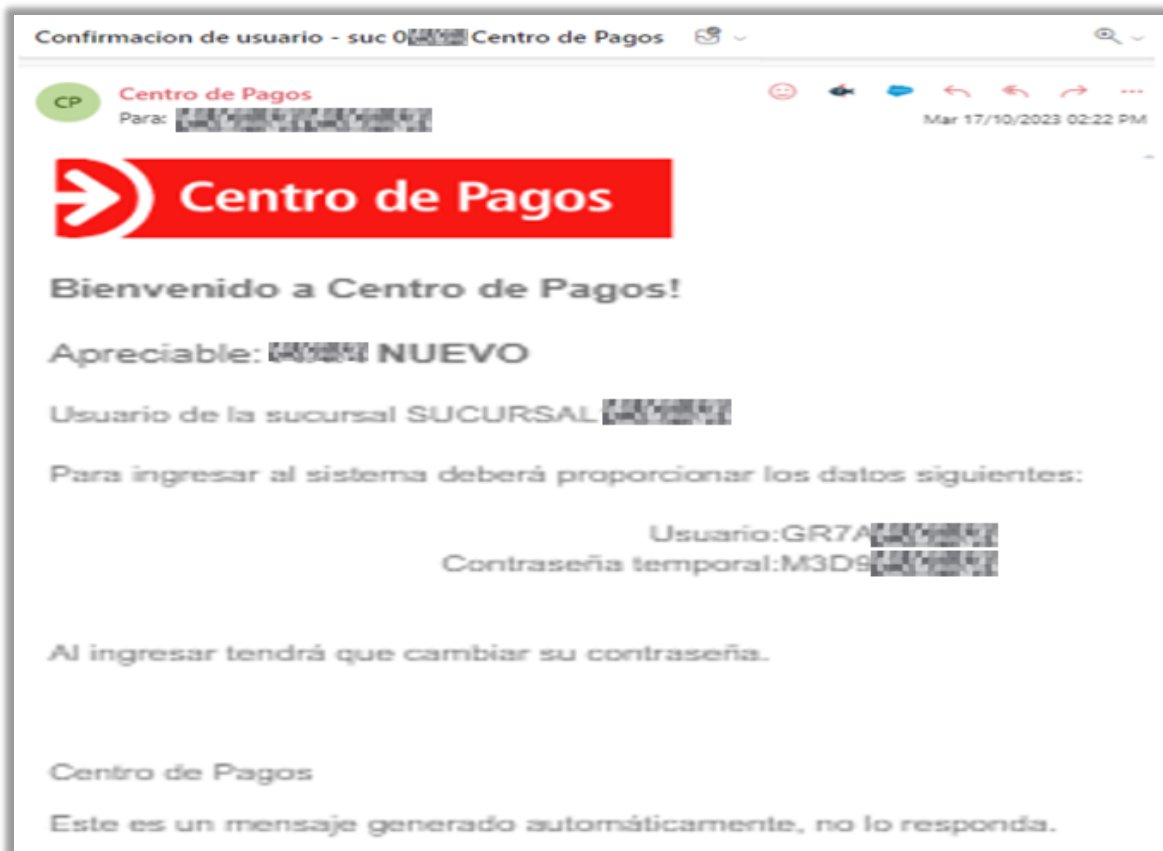 Confirmacion de usuario - suc 0 Centro de Pagos
CP
Centro de Pagos
Para:
Mar 17/10/2023 02:22 PM
Centro de Pagos
Bienvenido a Centro de Pagos!
Apreciable: NUEVO
Usuario de la sucursal SUCURSAL
Para ingresar al sistema deberá proporcionar los datos siguientes:
Usuario:GR7A
Contraseña temporal:M3D9
Al ingresar tendrá que cambiar su contraseña.
Centro de Pagos
Este es un mensaje generado automáticamente, no lo responda.